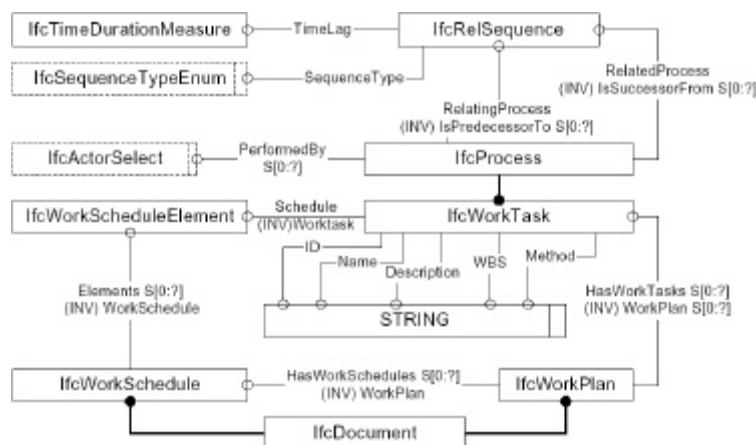 IfcTimeDurationMeasure
TimeLag
IfcRelSequence
IfcSequenceTypeEnum
SequenceType
RelatedProcess
(INV) IsSuccessorFrom S[0:?]
RelatingProcess
(INV) IsPredecessorTo S[0:?]
IfcActorSelect
PerformedBy
S[0:?]
IfcProcess
IfcWorkScheduleElement
Schedule
(INV)Worktask
IfcWorkTask
ID
Name
Description
WBS
Method
Elements S[0:?]
(INV) WorkSchedule
STRING
HasWorkTasks S[0:?]
(INV) WorkPlan S[0:?]
IfcWorkSchedule
HasWorkSchedules S[0:?]
(INV) WorkPlan
IfcWorkPlan
IfcDocument